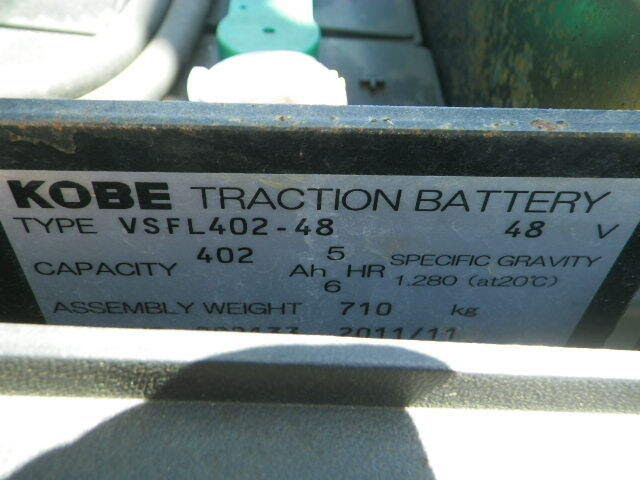 KOBE TRACTION BATTERY
TYPE VSFL402-48 48 V
CAPACITY 402 Ah 5 HR SPECIFIC GRAVITY
6 1.280 (at20℃)
ASSEMBLY WEIGHT 710 kg
2011/11